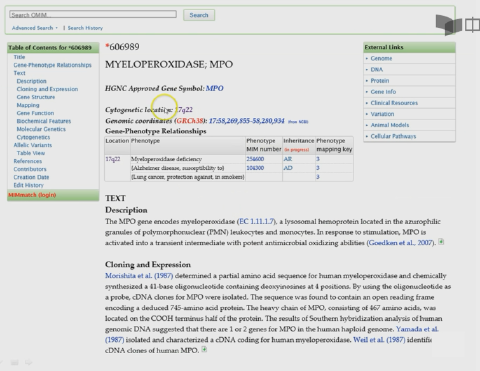 Search OMIM...
Search
Advanced Search
Search History
*606989
MYELOPEROXIDASE; MPO
HGNC Approved Gene Symbol: MPO
Cytogenetic location: 17q22
Genomic coordinates (GRCh38): 17:58,269,855-58,280,934 (from NCBI)
Gene-Phenotype Relationships
Location Phenotype Phenotype MIM number Inheritance (in progress) Phenotype mapping key
17q22 Myeloperoxidase deficiency 254600 AR 3
{Alzheimer disease, susceptibility to} 104300 AD 3
{Lung cancer, protection against, in smokers} 3
TEXT
Description
The MPO gene encodes myeloperoxidase (EC 1.11.1.7), a lysosomal hemoprotein located in the azurophilic
granules of polymorphonuclear (PMN) leukocytes and monocytes. In response to stimulation, MPO is
activated into a transient intermediate with potent antimicrobial oxidizing abilities (Goedken et al., 2007).
Cloning and Expression
Morishita et al. (1987) determined a partial amino acid sequence for human myeloperoxidase and chemically
synthesized a 41-base oligonucleotide containing deoxyinosines at 4 positions. By using the oligonucleotide as
a probe, cDNA clones for MPO were isolated. The sequence was found to contain an open reading frame
encoding a deduced 745-amino acid protein. The heavy chain of MPO, consisting of 467 amino acids, was
located on the COOH terminus half of the protein. The results of Southern hybridization analysis of human
genomic DNA suggested that there are 1 or 2 genes for MPO in the human haploid genome. Yamada et al.
(1987) isolated and characterized a cDNA coding for human myeloperoxidase. Weil et al. (1987) identific
cDNA clones of human MPO.
Table of Contents for *606989
Title
Gene-Phenotype Relationships
Text
Description
Cloning and Expression
Gene Structure
Mapping
Gene Function
Biochemical Features
Molecular Genetics
Cytogenetics
Allelic Variants
Table View
References
Contributors
Creation Date
Edit History
MIMmatch (login)
External Links
Genome
DNA
Protein
Gene Info
Clinical Resources
Variation
Animal Models
Cellular Pathways
中